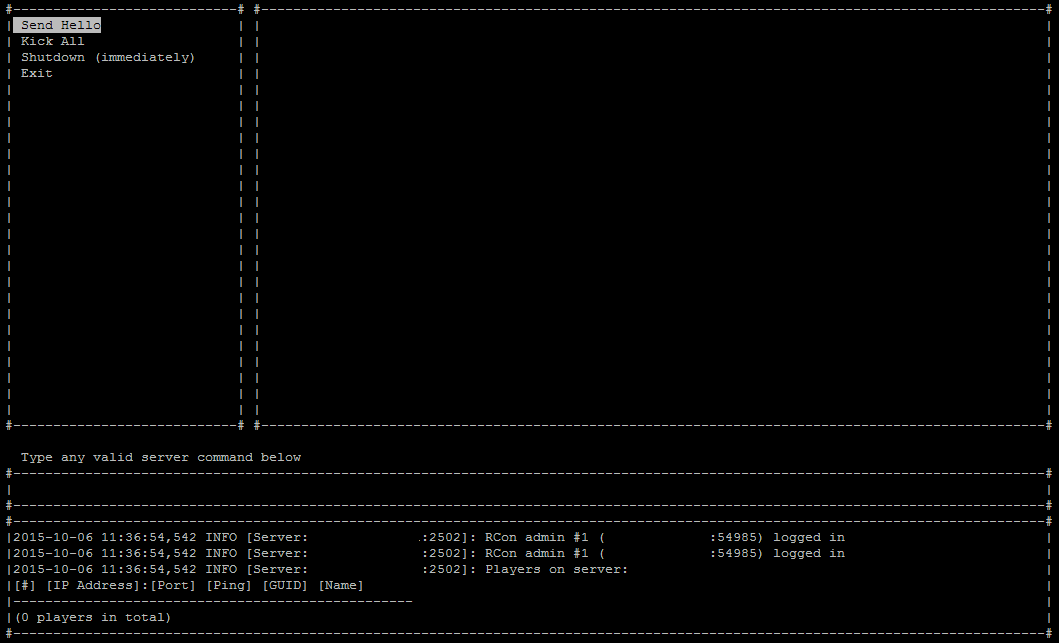 Send Hello
Kick All
Shutdown (immediately)
Exit
Type any valid server command below
2015-10-06 11:36:54,542 INFO [Server: :2502]: RCon admin #1 ( :54985) logged in
2015-10-06 11:36:54,542 INFO [Server: :2502]: RCon admin #1 ( :54985) logged in
2015-10-06 11:36:54,542 INFO [Server: :2502]: Players on server:
[#] [IP Address]:[Port] [Ping] [GUID] [Name]
--------------------------------------------------
(0 players in total)